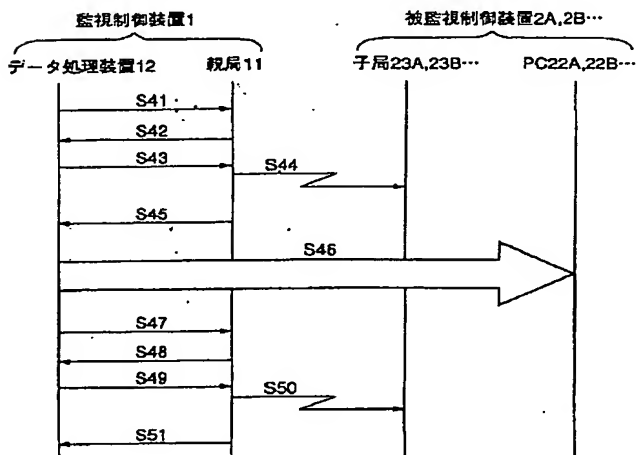 監視制御装置1
被監視制御装置2A,2B…
データ処理装置12
親局11
子局23A,23B…
PC22A,22B…
S41
S42
S43
S44
S45
S46
S47
S48
S49
S50
S51